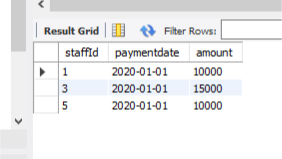 Result Grid Filter Rows:
staffId paymentdate amount
1 2020-01-01 10000
3 2020-01-01 15000
5 2020-01-01 10000